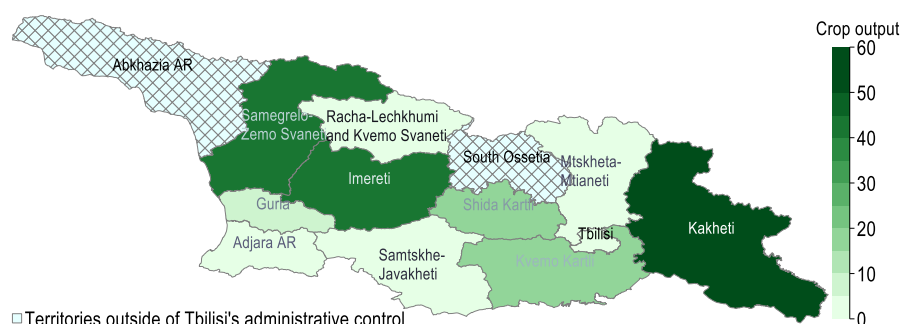 Crop output
60
50
40
30
20
10
0
Abkhazia AR
Samegrelo-
Zemo Svaneti
Racha-Lechkhumi
and Kvemo Svaneti
South Ossetia
Mtskheta-
Mtianeti
Imereti
Guria
Shida Kartli
Tbilisi
Kakheti
Adjara AR
Samtskhe-
Javakheti
Kvemo Kartli
Territories outside of Tbilisi's administrative control